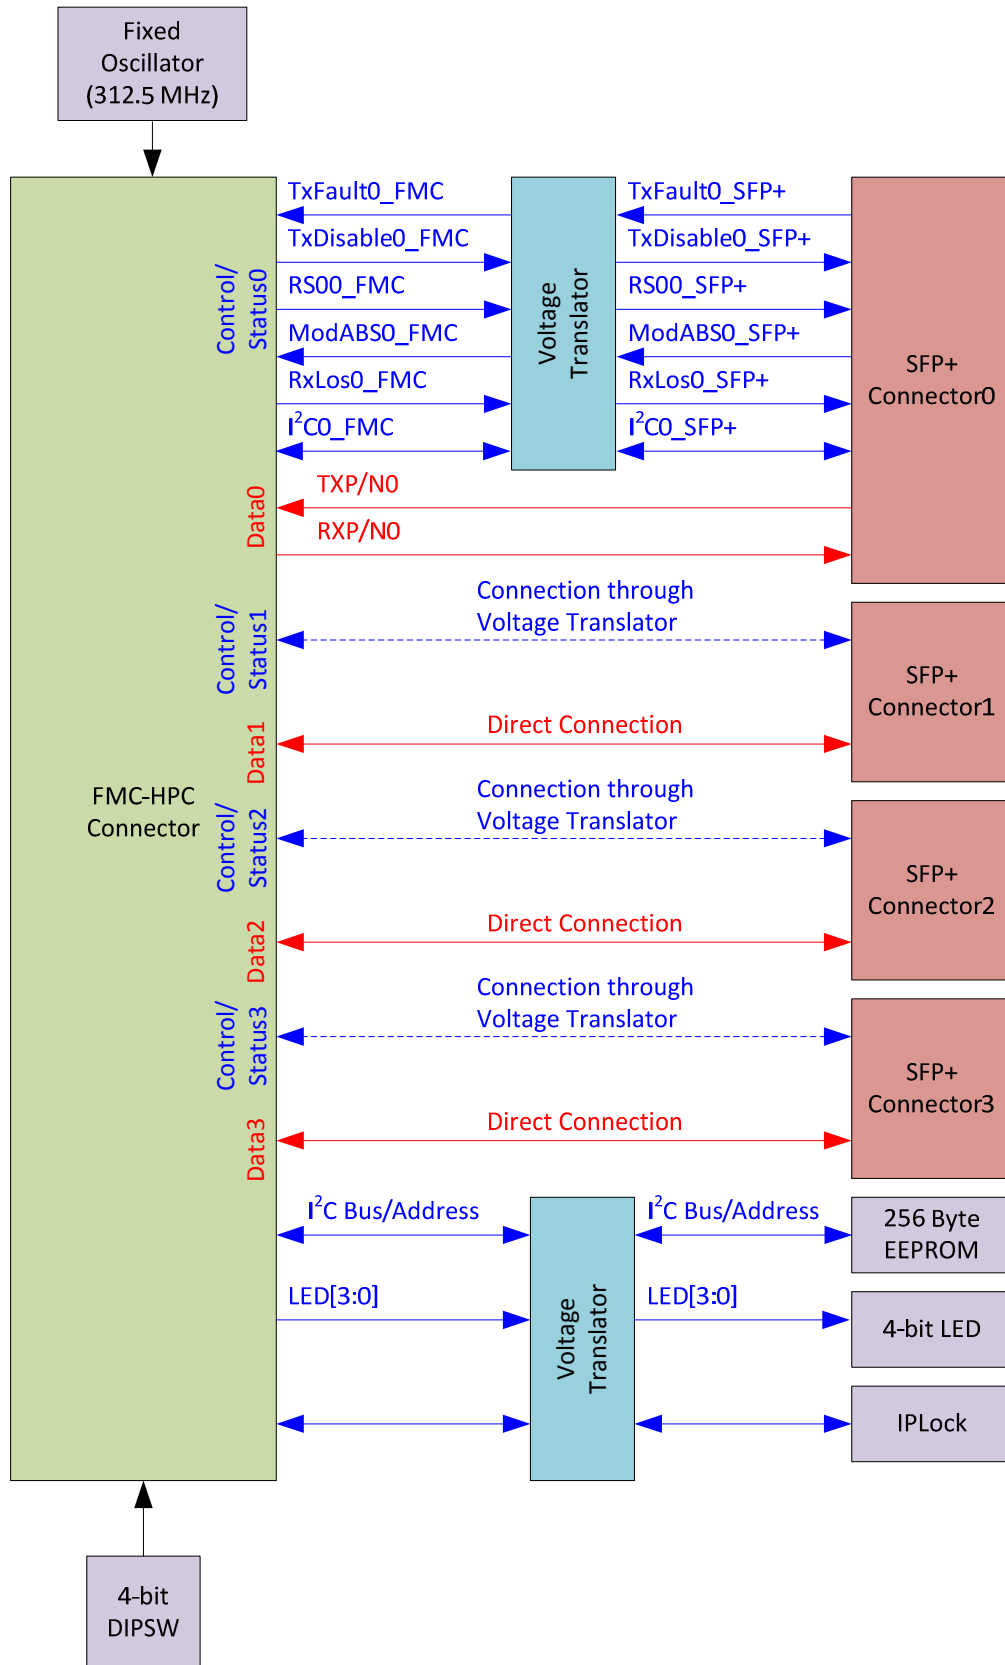 Fixed
Oscillator
(312.5 MHz)
TxFault0_FMC
TxFault0_SFP+
TxDisable0_FMC
TxDisable0_SFP+
RS00_FMC
RS00_SFP+
ModABS0_FMC
ModABS0_SFP+
RxLos0_FMC
RxLos0_SFP+
I²C0_FMC
I²C0_SFP+
Control/
Status0
Voltage
Translator
SFP+
Connector0
Data0
TXP/N0
RXP/N0
Control/
Status1
Connection through
Voltage Translator
SFP+
Connector1
Data1
Direct Connection
FMC-HPC
Connector
Control/
Status2
Connection through
Voltage Translator
SFP+
Connector2
Data2
Direct Connection
Control/
Status3
Connection through
Voltage Translator
SFP+
Connector3
Data3
Direct Connection
I²C Bus/Address
I²C Bus/Address
256 Byte
EEPROM
LED[3:0]
LED[3:0]
4-bit LED
Voltage
Translator
IPLock
4-bit
DIPSW